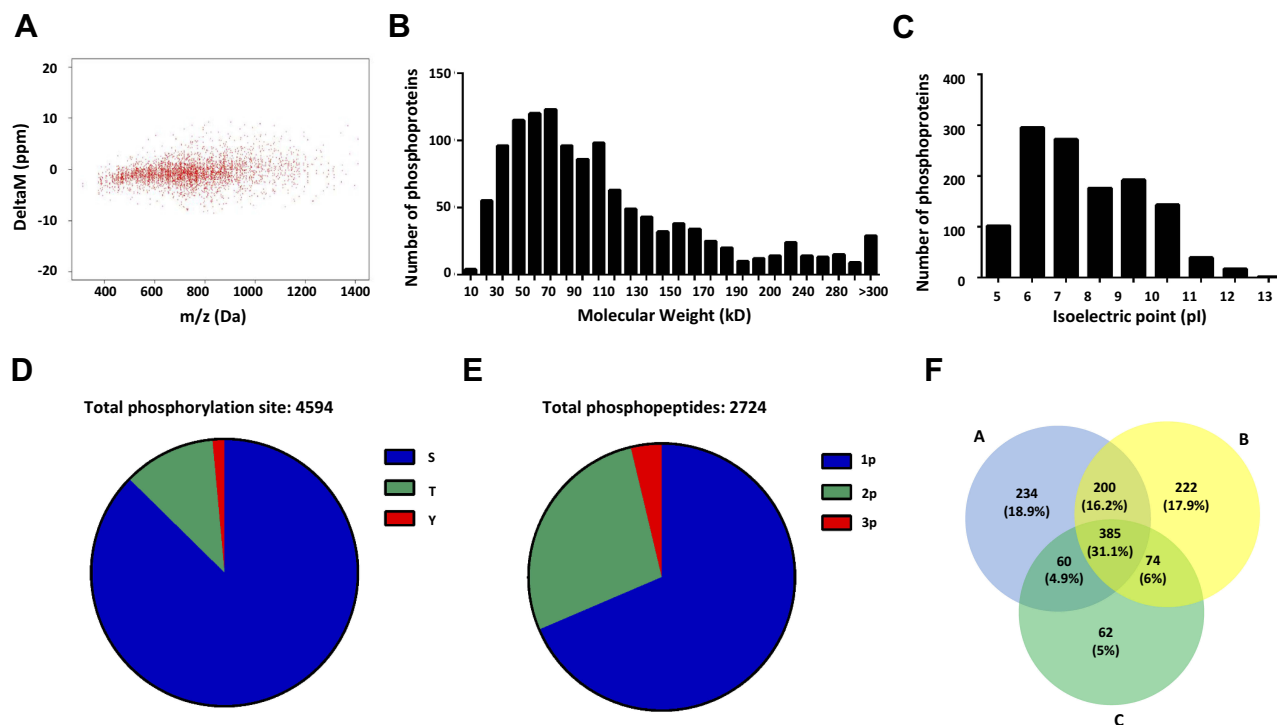 A
20
10
0
-10
-20
DeltaM (ppm)
400 600 800 1000 1200 1400
m/z (Da)
B
150
100
50
0
Number of phosphoproteins
10 30 50 70 90 110 130 150 170 190 200 240 280 >300
Molecular Weight (kD)
C
400
300
200
100
0
Number of phosphoproteins
5 6 7 8 9 10 11 12 13
Isoelectric point (pI)
D
Total phosphorylation site: 4594
S
T
Y
E
Total phosphopeptides: 2724
1p
2p
3p
F
A
B
234
(18.9%)
200
(16.2%)
222
(17.9%)
385
(31.1%)
60
(4.9%)
74
(6%)
62
(5%)
C